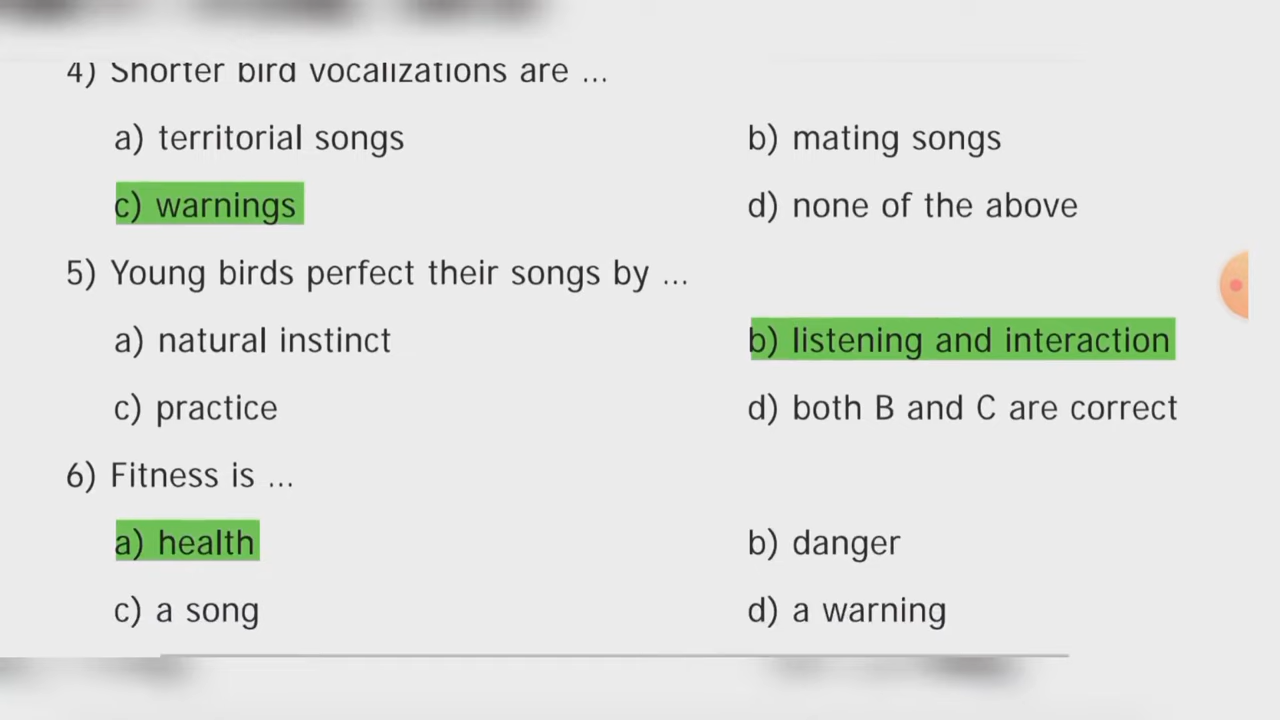 4) Shorter bird vocalizations are ...
a) territorial songs b) mating songs
c) warnings d) none of the above
5) Young birds perfect their songs by ...
a) natural instinct b) listening and interaction
c) practice d) both B and C are correct
6) Fitness is ...
a) health b) danger
c) a song d) a warning